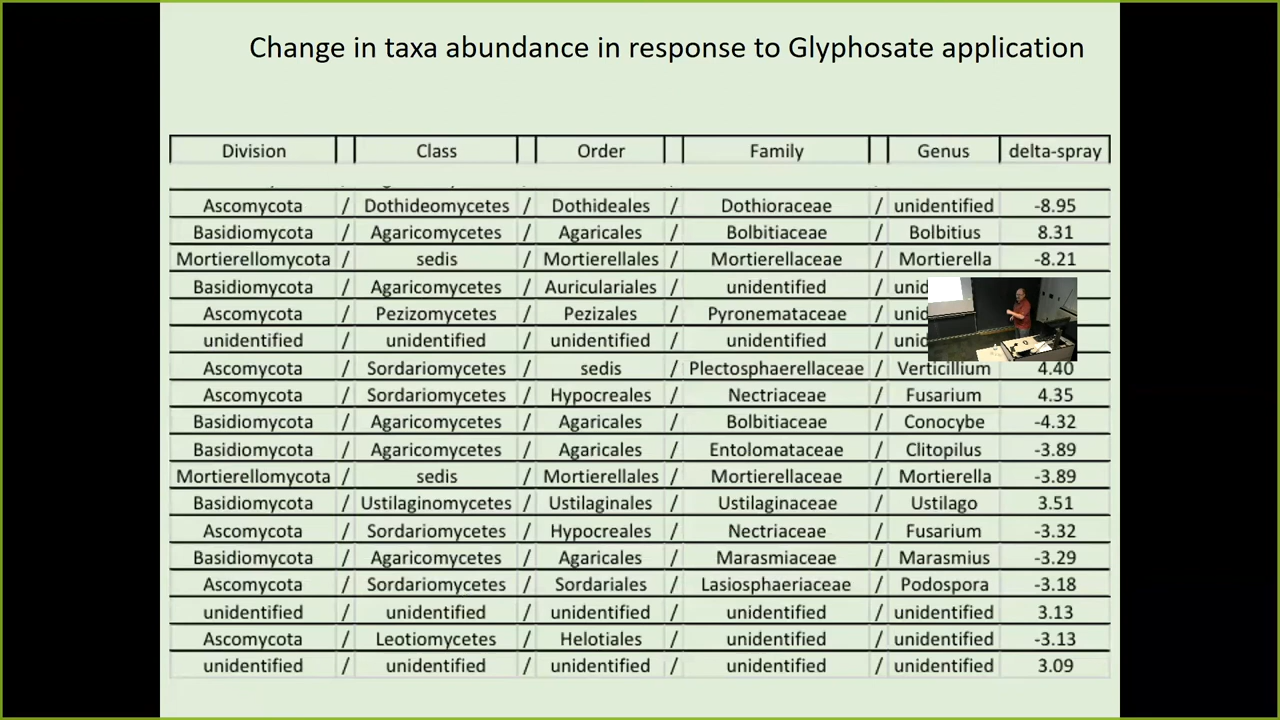 Change in taxa abundance in response to Glyphosate application
Division Class Order Family Genus delta-spray
Ascomycota / Dothideomycetes / Dothideales / Dothioraceae / unidentified -8.95
Basidiomycota / Agaricomycetes / Agaricales / Bolbitiaceae / Bolbitius 8.31
Mortierellomycota / sedis / Mortierellales / Mortierellaceae / Mortierella -8.21
Basidiomycota / Agaricomycetes / Auriculariales / unidentified /
Ascomycota / Pezizomycetes / Pezizales / Pyronemataceae /
unidentified / unidentified / unidentified / unidentified /
Ascomycota / Sordariomycetes / sedis / Plectosphaerellaceae / Verticillium 4.40
Ascomycota / Sordariomycetes / Hypocreales / Nectriaceae / Fusarium 4.35
Basidiomycota / Agaricomycetes / Agaricales / Bolbitiaceae / Conocybe -4.32
Basidiomycota / Agaricomycetes / Agaricales / Entolomataceae / Clitopilus -3.89
Mortierellomycota / sedis / Mortierellales / Mortierellaceae / Mortierella -3.89
Basidiomycota / Ustilaginomycetes / Ustilaginales / Ustilaginaceae / Ustilago 3.51
Ascomycota / Sordariomycetes / Hypocreales / Nectriaceae / Fusarium -3.32
Basidiomycota / Agaricomycetes / Agaricales / Marasmiaceae / Marasmius -3.29
Ascomycota / Sordariomycetes / Sordariales / Lasiosphaeriaceae / Podospora -3.18
unidentified / unidentified / unidentified / unidentified / unidentified 3.13
Ascomycota / Leotiomycetes / Helotiales / unidentified / unidentified -3.13
unidentified / unidentified / unidentified / unidentified / unidentified 3.09